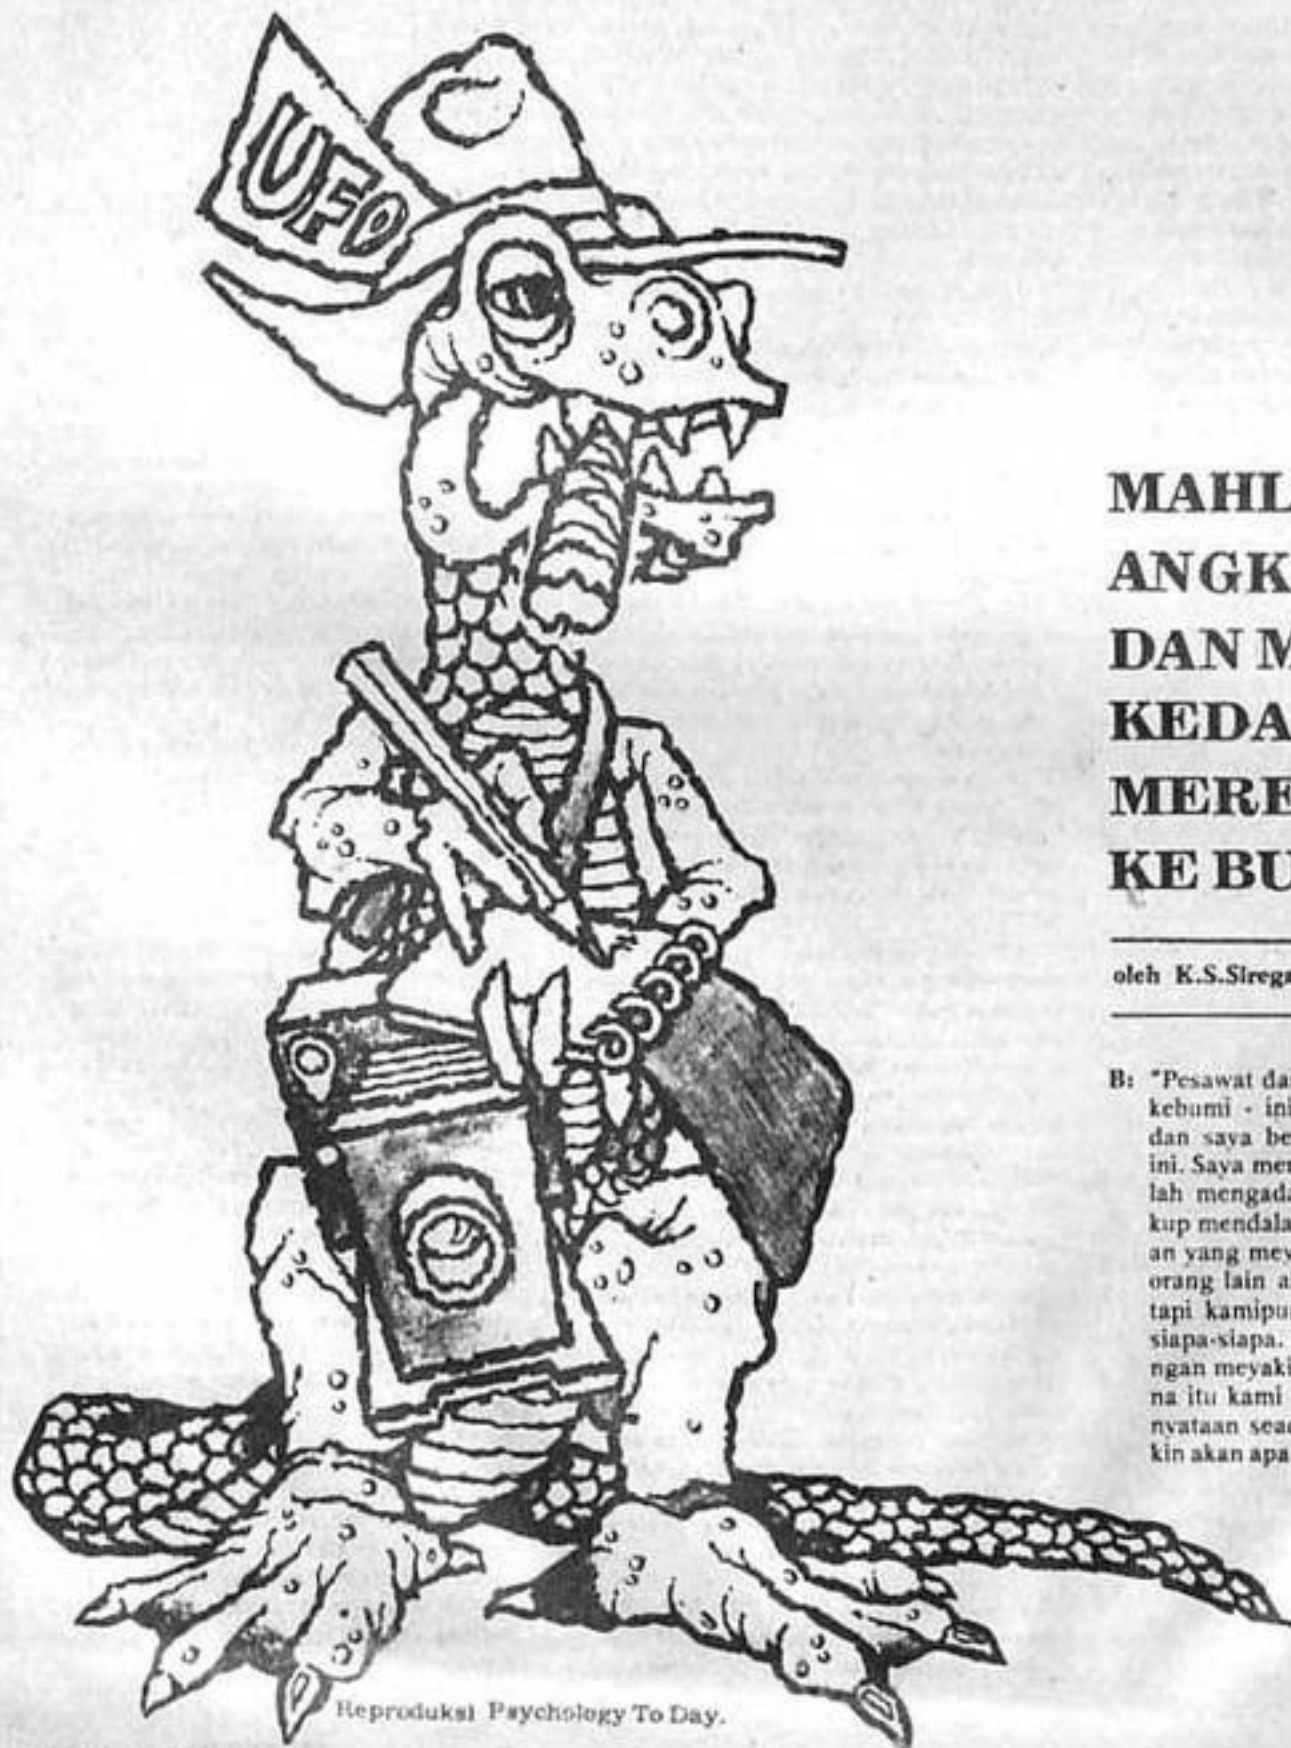 UFO
MAHL
ANGK
DAN M
KEDA
MERE
KE BU
oleh K.S.Sirega
B: "Pesawat da
kebumi - ini
dan saya be
ini. Saya mer
lah mengada
kup mendala
an yang mey
orang lain a
tapi kamipu
siapa-siapa.
ngan meyaki
na itu kami
nyataan sea
kin akan apa
Reproduksi Psychology To Day.